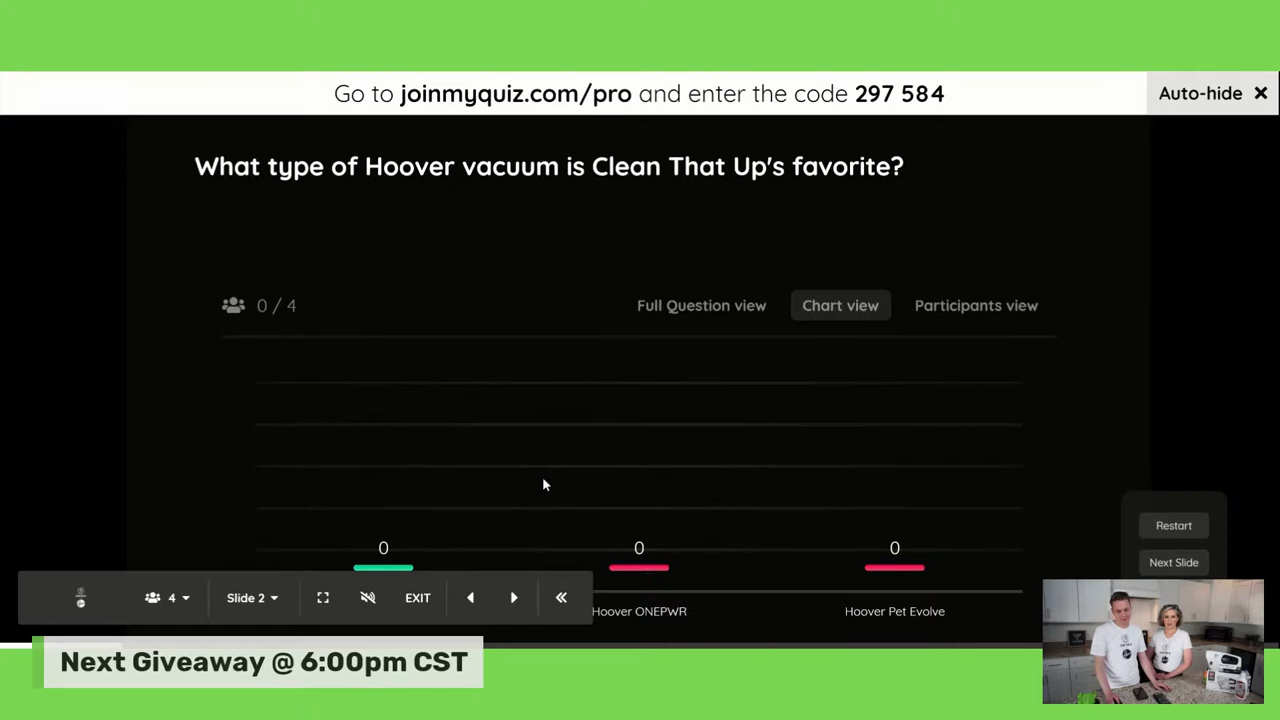 Go to joinmyquiz.com/pro and enter the code 297 584
Auto-hide ✕
What type of Hoover vacuum is Clean That Up's favorite?
0 / 4
Full Question view
Chart view
Participants view
0
0
0
Hoover ONEPWR
Hoover Pet Evolve
Restart
Next Slide
4
Slide 2
EXIT
Next Giveaway @ 6:00pm CST